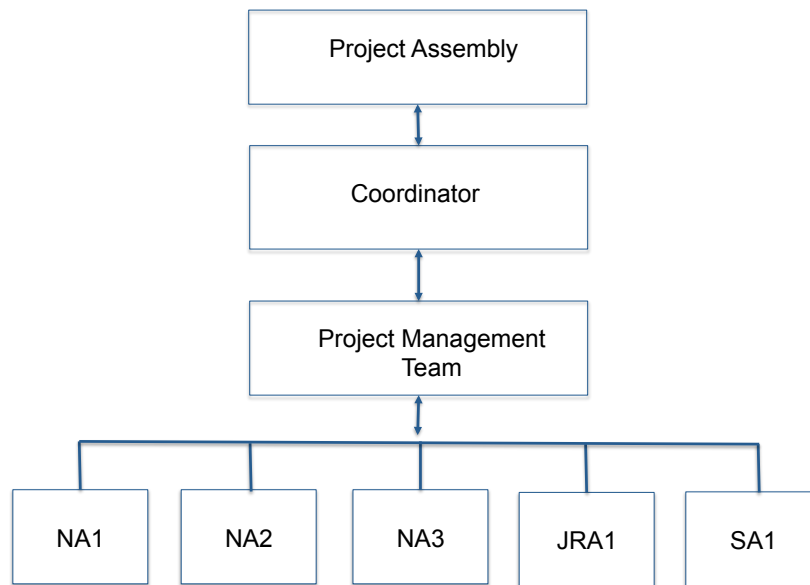 Project Assembly
Coordinator
Project Management
Team
NA1
NA2
NA3
JRA1
SA1